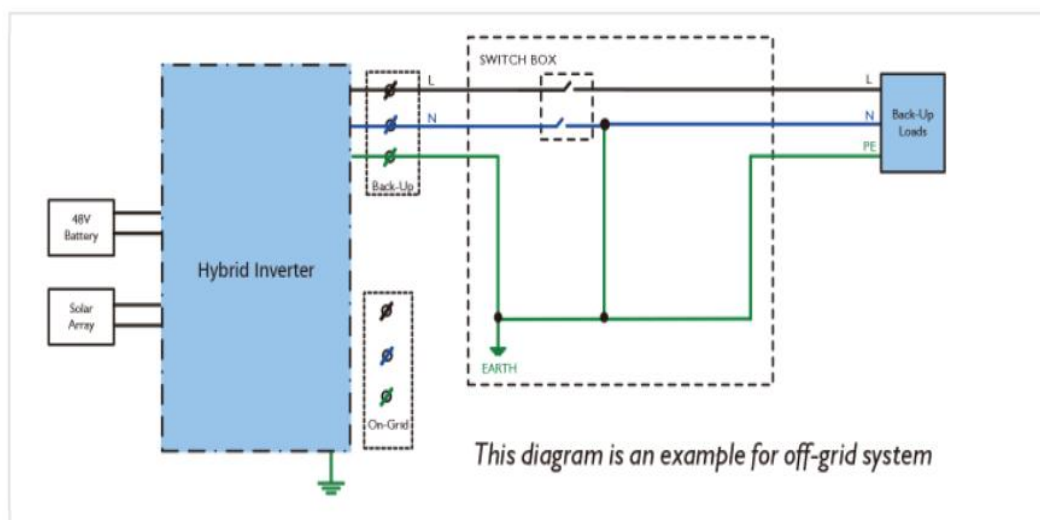 SWITCH BOX
L
L
N
N
Back-Up
Loads
PE
Back-Up
48V
Battery
Hybrid Inverter
Solar
Array
EARTH
On-Grid
This diagram is an example for off-grid system